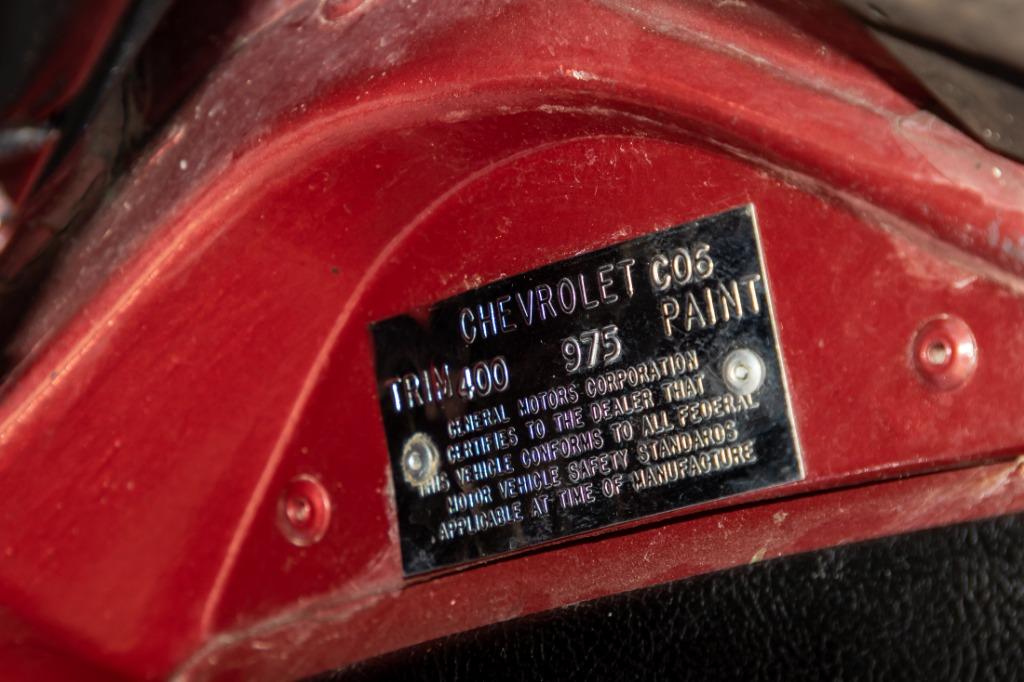 CHEVROLET C06
TRIM 400 975 PAINT
GENERAL MOTORS CORPORATION
CERTIFIES TO THE DEALER THAT
THIS VEHICLE CONFORMS TO ALL FEDERAL
MOTOR VEHICLE SAFETY STANDARDS
APPLICABLE AT TIME OF MANUFACTURE